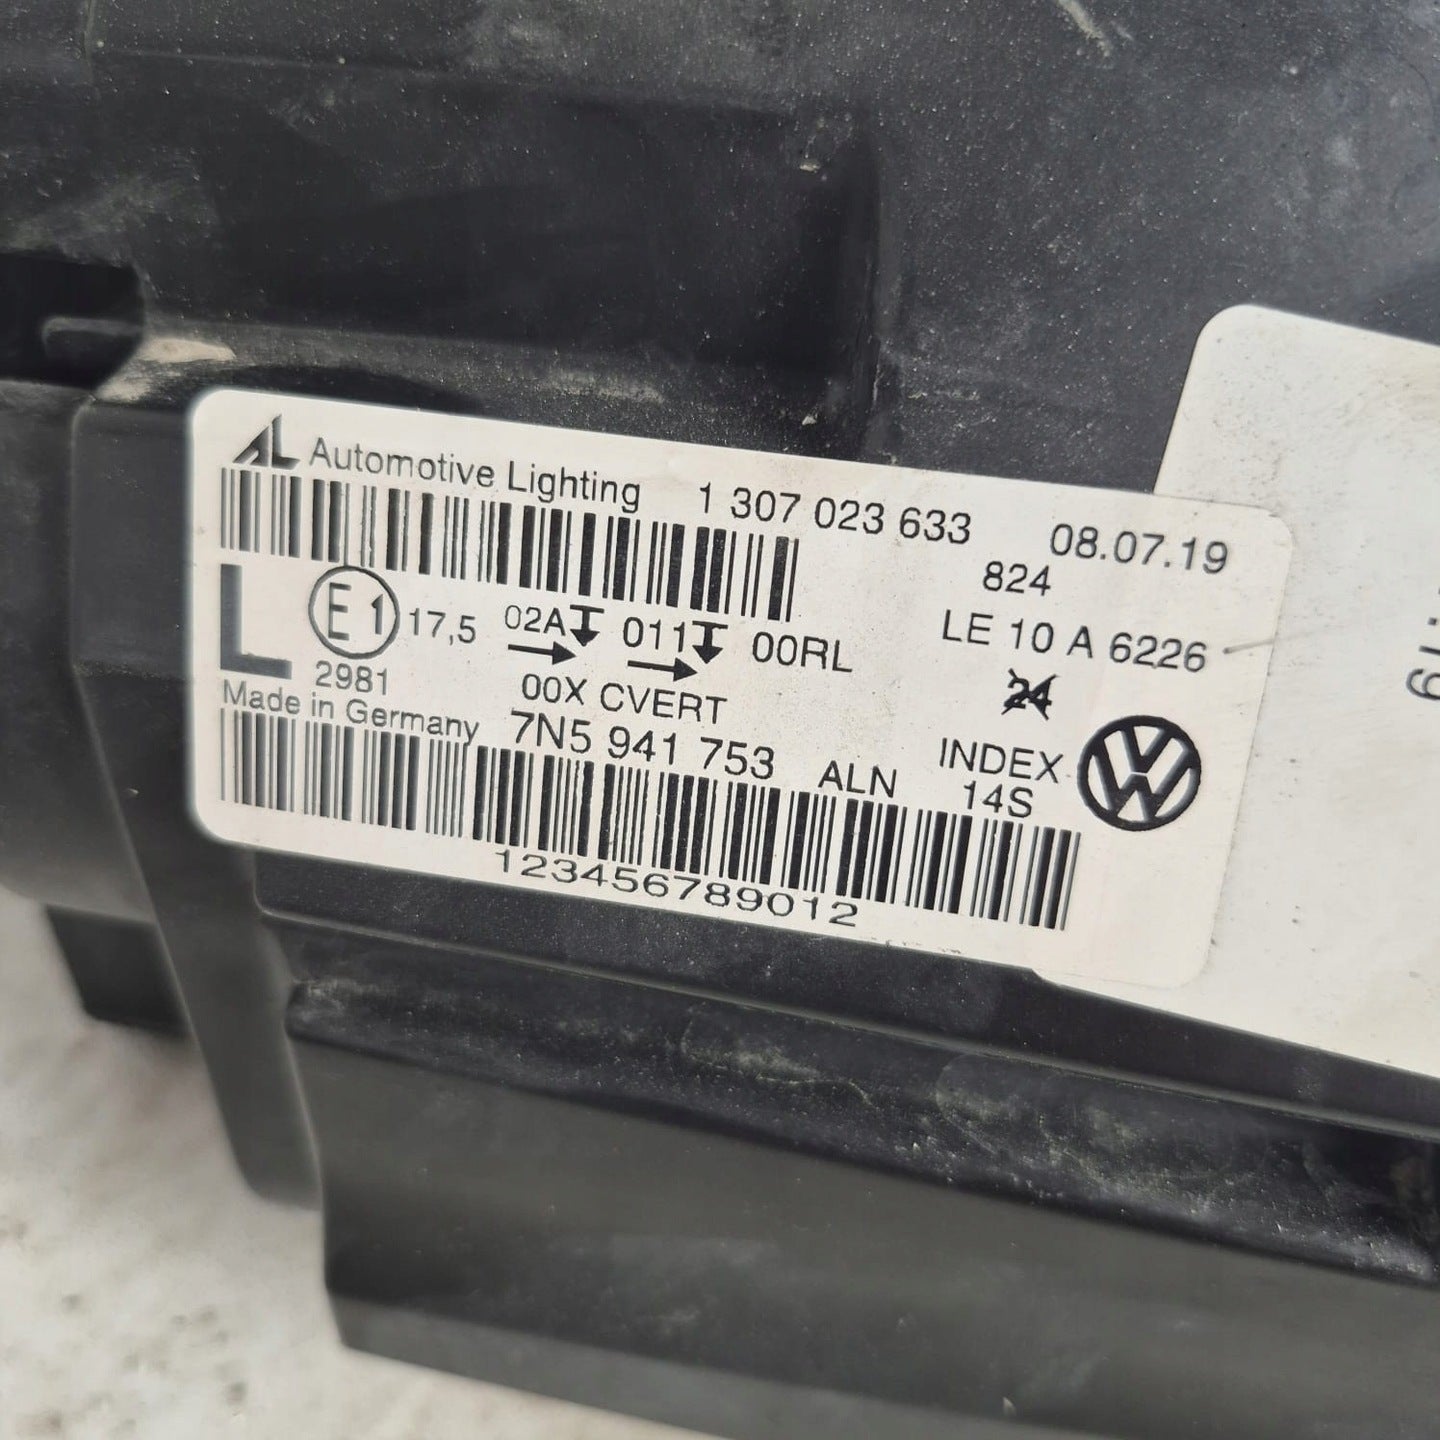 AL Automotive Lighting 1 307 023 633 08.07.19
824
L E1 17,5 02A 011 00RL LE 10 A 6226
2981 00X CVERT 24
Made in Germany 7N5 941 753 ALN INDEX
14S
123456789012